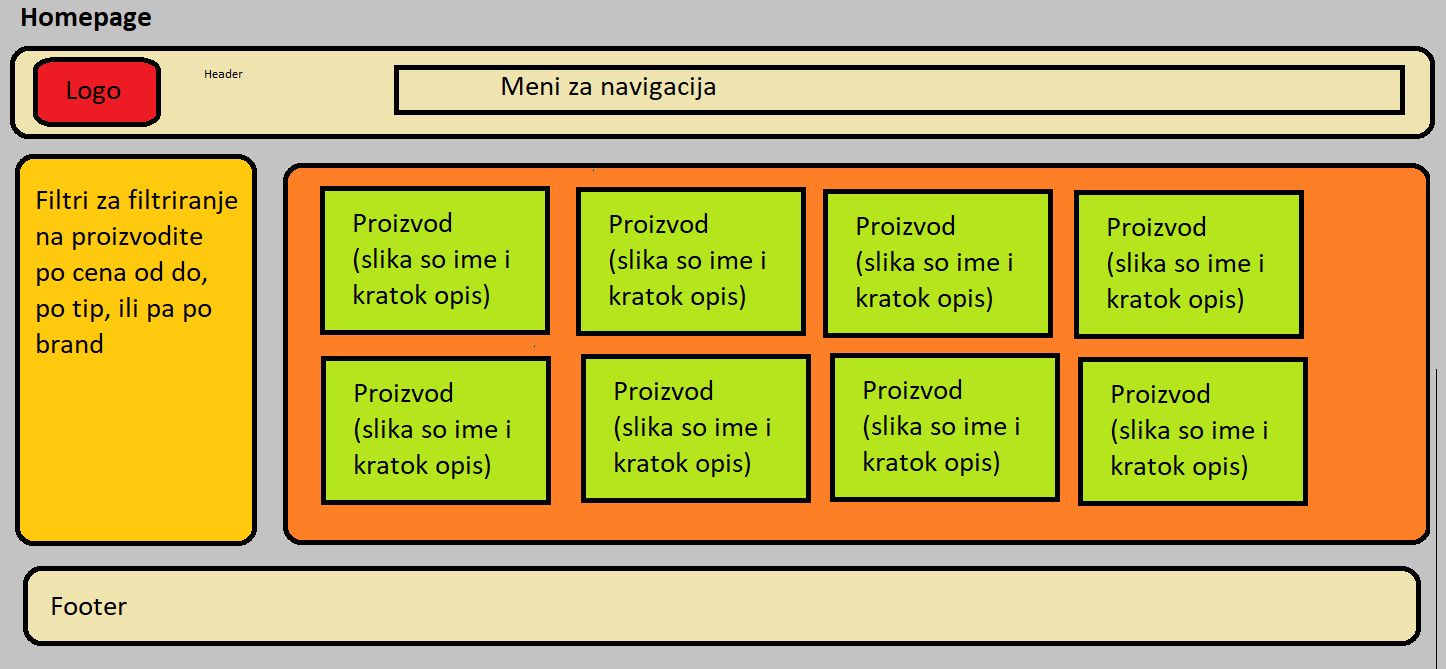 Homepage
Logo
Header
Meni za navigacija
Filtri za filtriranje
na proizvodite
po cena od do,
po tip, ili pa po
brand
Proizvod
(slika so ime i
kratok opis)
Proizvod
(slika so ime i
kratok opis)
Proizvod
(slika so ime i
kratok opis)
Proizvod
(slika so ime i
kratok opis)
Proizvod
(slika so ime i
kratok opis)
Proizvod
(slika so ime i
kratok opis)
Proizvod
(slika so ime i
kratok opis)
Proizvod
(slika so ime i
kratok opis)
Footer